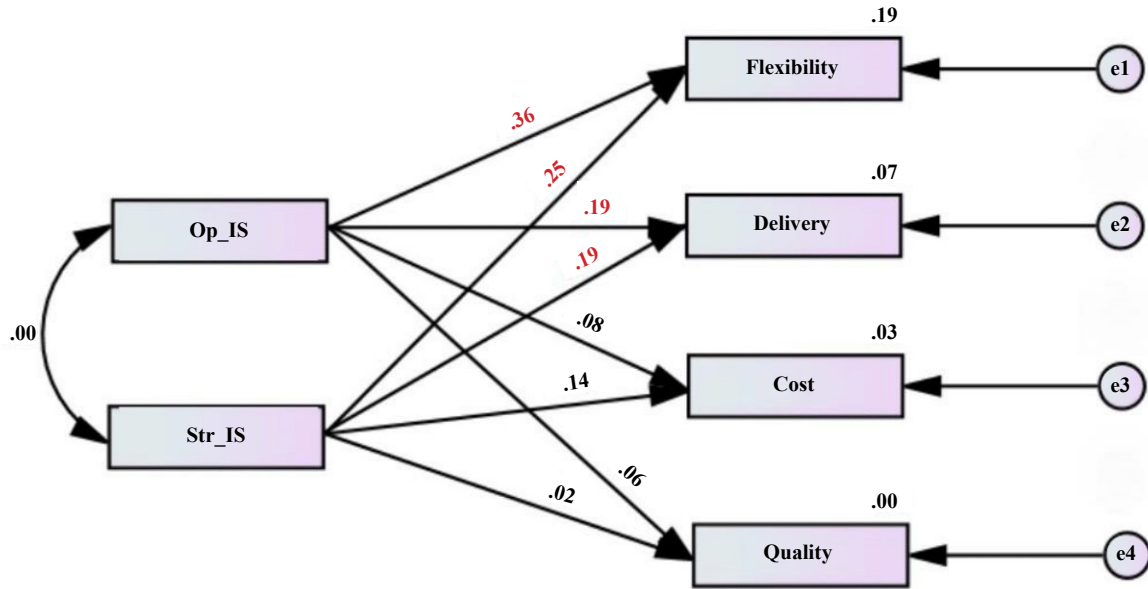 .19
Flexibility
e1
.36
.25
.07
.19
Delivery
e2
Op_IS
.19
.00
.08
.03
.14
Cost
e3
Str_IS
.06
.02
.00
Quality
e4